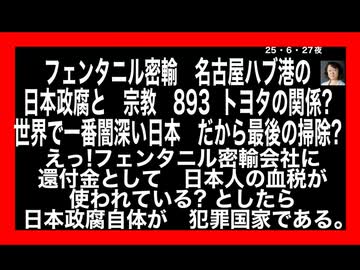 25・6・27夜
フェンタニル密輸 名古屋ハブ港の
日本政腐と 宗教 893 トヨタの関係?
世界で一番闇深い日本 だから最後の掃除?
えっ!フェンタニル密輸会社に
還付金として 日本人の血税が
使われている? としたら
日本政腐自体が 犯罪国家である。